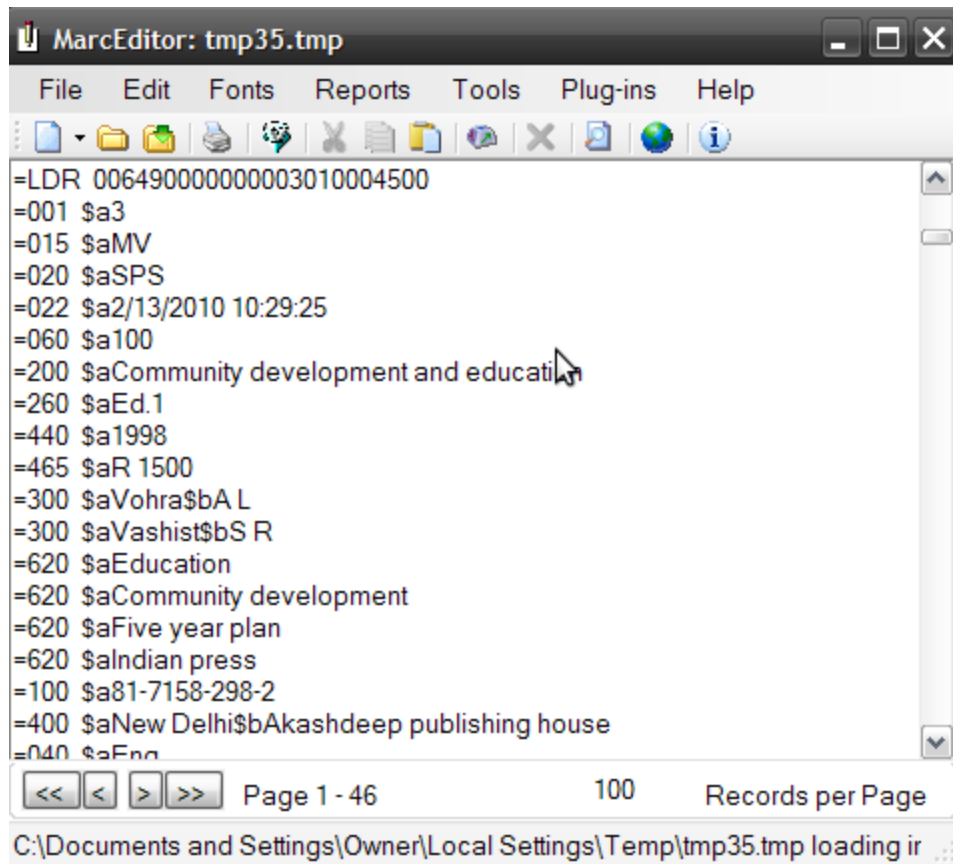 MarcEditor: tmp35.tmp
File Edit Fonts Reports Tools Plug-ins Help
=LDR 00649000000003010004500
=001 $a3
=015 $aMV
=020 $aSPS
=022 $a2/13/2010 10:29:25
=060 $a100
=200 $aCommunity development and education
=260 $aEd.1
=440 $a1998
=465 $aR 1500
=300 $aVohra$bA L
=300 $aVashist$bS R
=620 $aEducation
=620 $aCommunity development
=620 $aFive year plan
=620 $aIndian press
=100 $a81-7158-298-2
=400 $aNew Delhi$bAkashdeep publishing house
=040 $aEng
<< < > >> Page 1 - 46 100 Records per Page
C:\Documents and Settings\Owner\Local Settings\Temp\tmp35.tmp loading ir